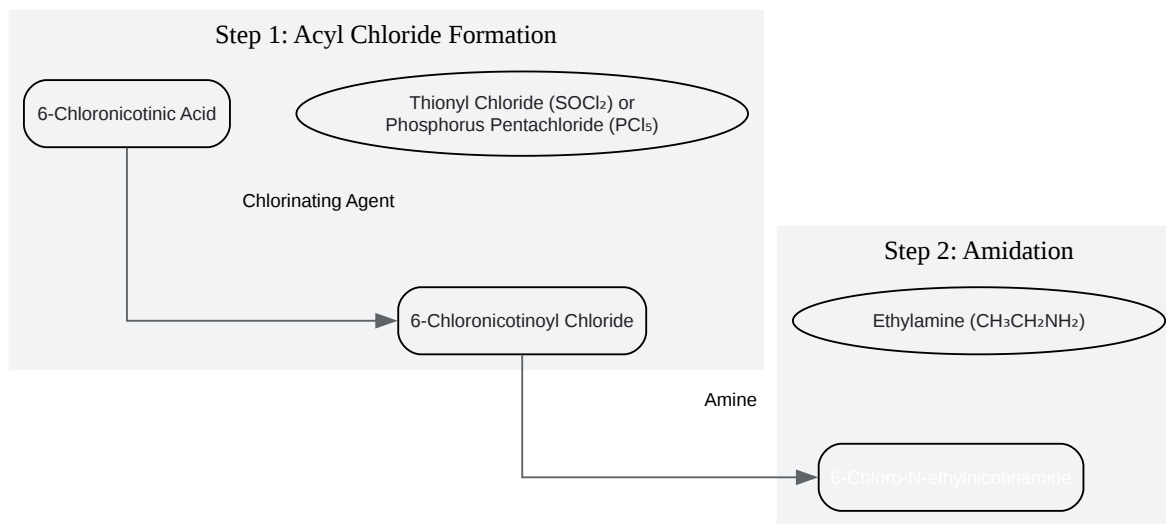 Step 1: Acyl Chloride Formation
6-Chloronicotinic Acid
Thionyl Chloride (SOCl₂) or
Phosphorus Pentachloride (PCl₅)
Chlorinating Agent
6-Chloronicotinoyl Chloride
Step 2: Amidation
Ethylamine (CH₃CH₂NH₂)
Amine
6-Chloro-N-ethylnicotinamide